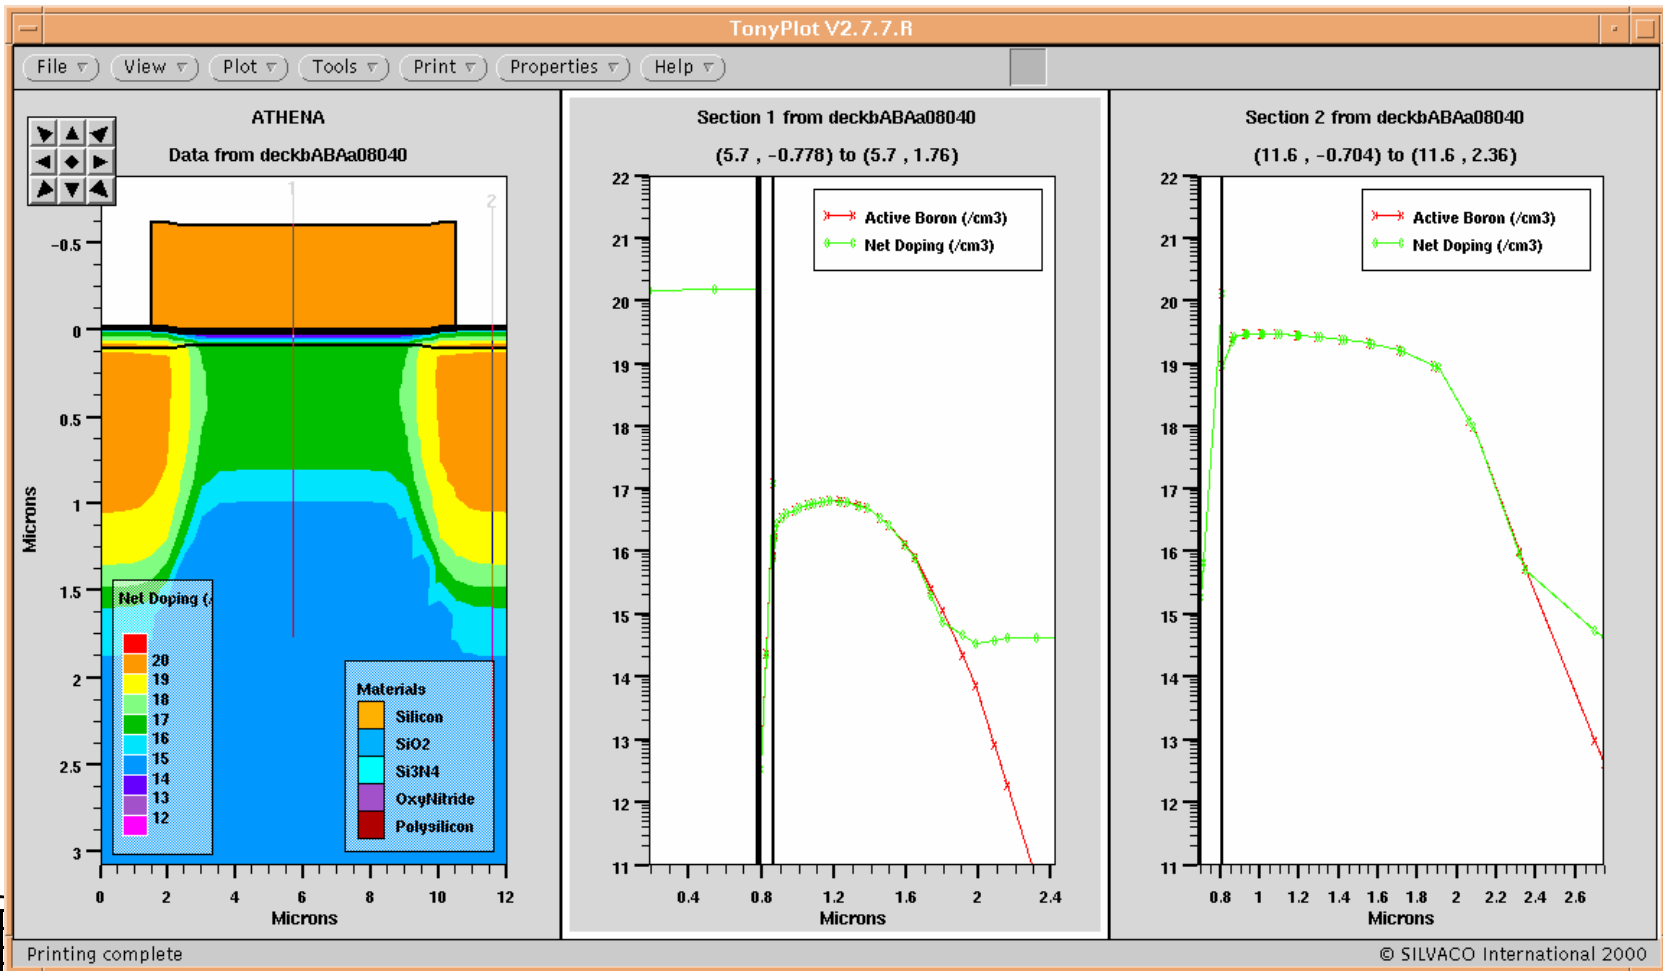 TonyPlot V2.7.7.R
File View Plot Tools Print Properties Help
ATHENA
Data from deckbABAa08040
1
2
-0.5
0
0.5
1
1.5
2
2.5
3
Microns
0 2 4 6 8 10 12
Microns
Net Doping (
20
19
18
17
16
15
14
13
12
Materials
Silicon
SiO2
Si3N4
OxyNitride
Polysilicon
Section 1 from deckbABAa08040
(5.7 , -0.778) to (5.7 , 1.76)
22
21
20
19
18
17
16
15
14
13
12
11
Active Boron (/cm3)
Net Doping (/cm3)
0.4 0.8 1.2 1.6 2 2.4
Microns
Section 2 from deckbABAa08040
(11.6 , -0.704) to (11.6 , 2.36)
22
21
20
19
18
17
16
15
14
13
12
11
Active Boron (/cm3)
Net Doping (/cm3)
0.8 1 1.2 1.4 1.6 1.8 2 2.2 2.4 2.6
Microns
Printing complete
© SILVACO International 2000